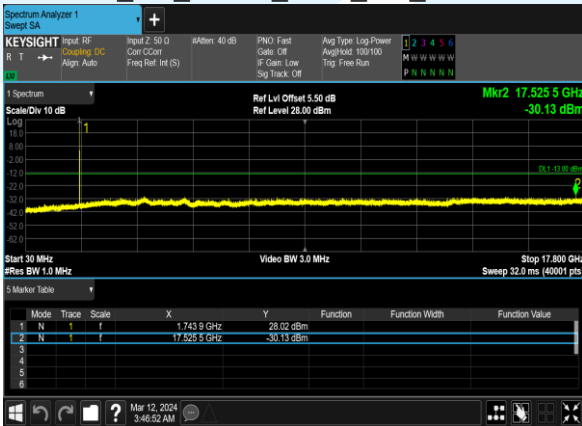 Spectrum Analyzer 1
Swept SA
+
KEYSIGHT Input: RF Input Z: 50 Ω #Atten: 40 dB PNO: Fast Avg Type: Log-Power 1 2 3 4 5 6
R T Coupling: DC Corr CCorr Gate: Off Avg|Hold: 100/100 M W W W W W
Align: Auto Freq Ref: Int (S) IF Gain: Low Trig: Free Run
LW Sig Track: Off P N N N N N
1 Spectrum Ref Lvl Offset 5.50 dB Mkr2 17.525 5 GHz
Scale/Div 10 dB Ref Level 28.00 dBm -30.13 dBm
Log
1
18.0
8.00
-2.00
-12.0 DL1 -13.00 dBm
-22.0
-32.0
-42.0
-52.0
-62.0
Start 30 MHz Video BW 3.0 MHz Stop 17.800 GHz
#Res BW 1.0 MHz Sweep 32.0 ms (40001 pts
5 Marker Table
Mode Trace Scale X Y Function Function Width Function Value
1 N 1 f 1.743 9 GHz 28.02 dBm
2 N 1 f 17.525 5 GHz -30.13 dBm
3
4
5
6
? Mar 12, 2024
3:46:52 AM